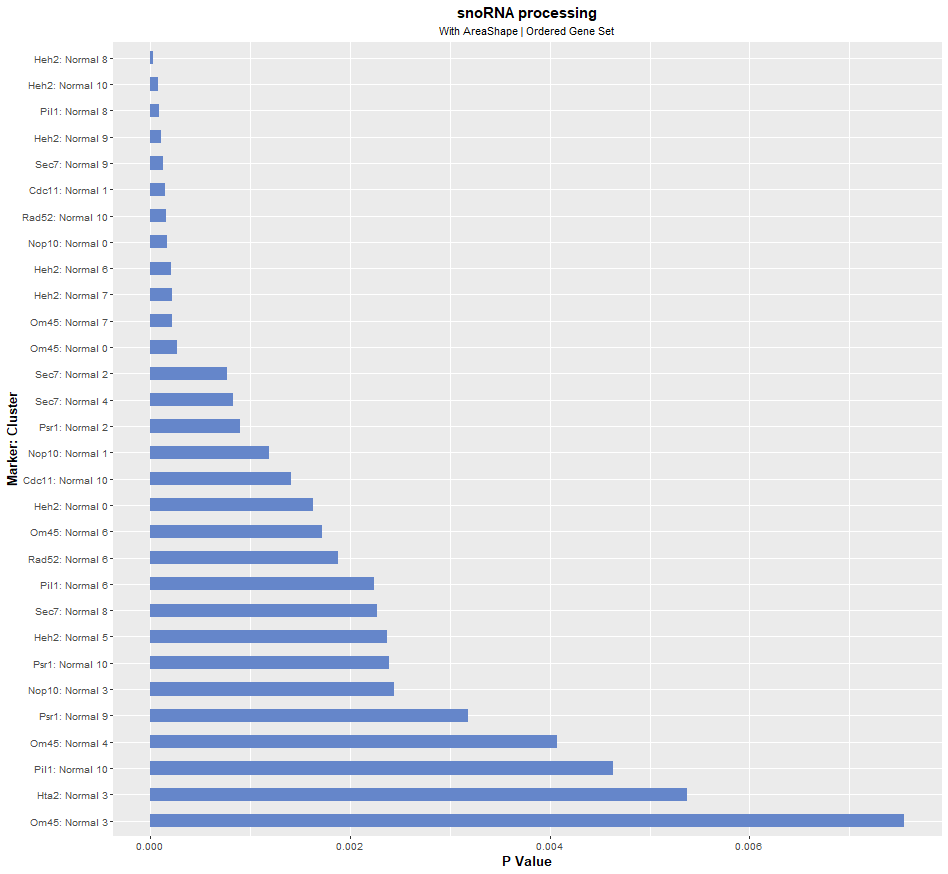 snoRNA processing
With AreaShape | Ordered Gene Set
Marker: Cluster
Heh2: Normal 8
Heh2: Normal 10
Pil1: Normal 8
Heh2: Normal 9
Sec7: Normal 9
Cdc11: Normal 1
Rad52: Normal 10
Nop10: Normal 0
Heh2: Normal 6
Heh2: Normal 7
Om45: Normal 7
Om45: Normal 0
Sec7: Normal 2
Sec7: Normal 4
Psr1: Normal 2
Nop10: Normal 1
Cdc11: Normal 10
Heh2: Normal 0
Om45: Normal 6
Rad52: Normal 6
Pil1: Normal 6
Sec7: Normal 8
Heh2: Normal 5
Psr1: Normal 10
Nop10: Normal 3
Psr1: Normal 9
Om45: Normal 4
Pil1: Normal 10
Hta2: Normal 3
Om45: Normal 3
0.000 0.002 0.004 0.006
P Value